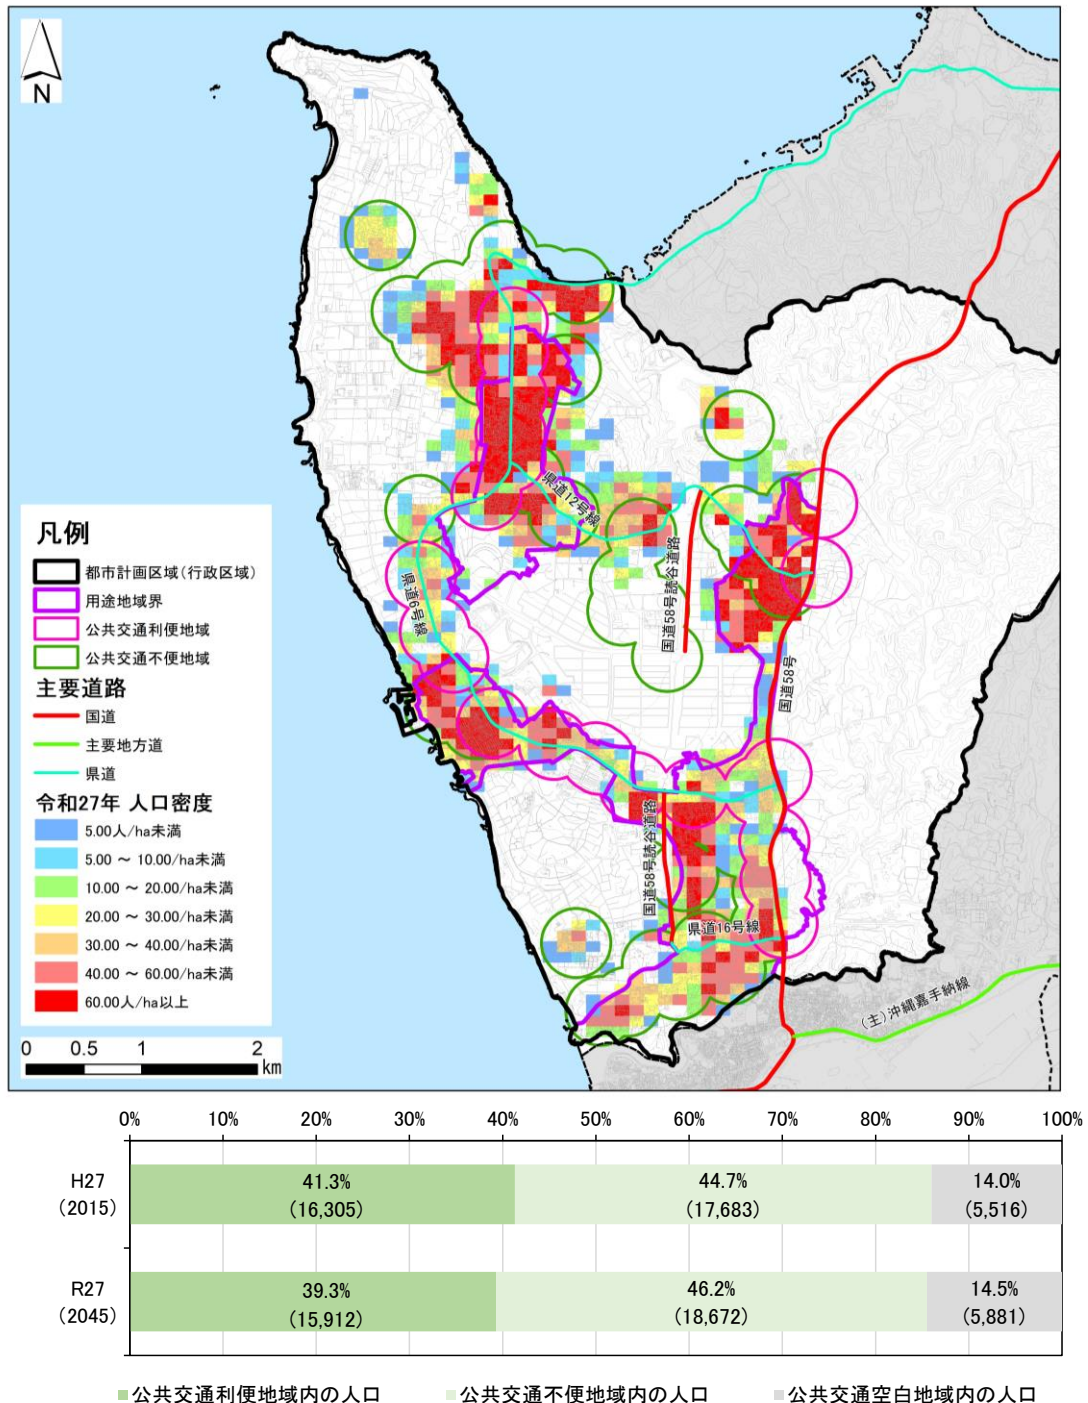 N
県道12号線
国道58号読谷道路
県道6号線
国道58号
国道58号読谷道路
県道16号線
(主)沖縄嘉手納線
凡例
都市計画区域(行政区域)
用途地域界
公共交通利便地域
公共交通不便地域
主要道路
国道
主要地方道
県道
令和27年 人口密度
5.00人/ha未満
5.00 ～ 10.00/ha未満
10.00 ～ 20.00/ha未満
20.00 ～ 30.00/ha未満
30.00 ～ 40.00/ha未満
40.00 ～ 60.00/ha未満
60.00人/ha以上
0 0.5 1 2
km
0% 10% 20% 30% 40% 50% 60% 70% 80% 90% 100%
H27 41.3% 44.7% 14.0%
(2015) (16,305) (17,683) (5,516)
R27 39.3% 46.2% 14.5%
(2045) (15,912) (18,672) (5,881)
公共交通利便地域内の人口 公共交通不便地域内の人口 公共交通空白地域内の人口